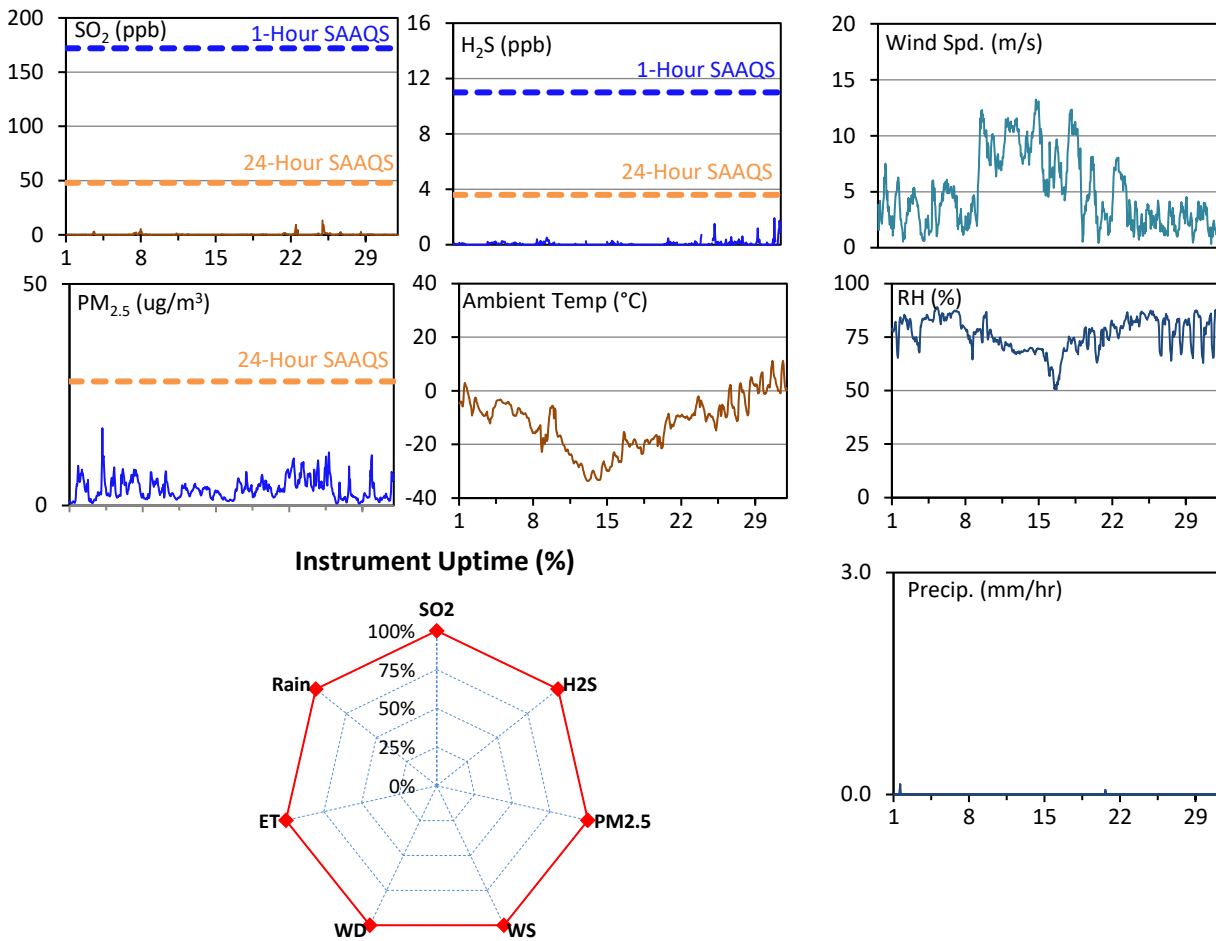 SO2 (ppb)
200
150
100
50
0
1-Hour SAAQS
24-Hour SAAQS
1 8 15 22 29
H2S (ppb)
16
12
8
4
0
1-Hour SAAQS
24-Hour SAAQS
Wind Spd. (m/s)
20
15
10
5
0
PM2.5 (ug/m3)
50
0
24-Hour SAAQS
Ambient Temp (°C)
40
20
0
-20
-40
1 8 15 22 29
RH (%)
100
75
50
25
0
1 8 15 22 29
Instrument Uptime (%)
SO2
H2S
PM2.5
WS
WD
ET
Rain
100%
75%
50%
25%
0%
Precip. (mm/hr)
3.0
0.0
1 8 15 22 29